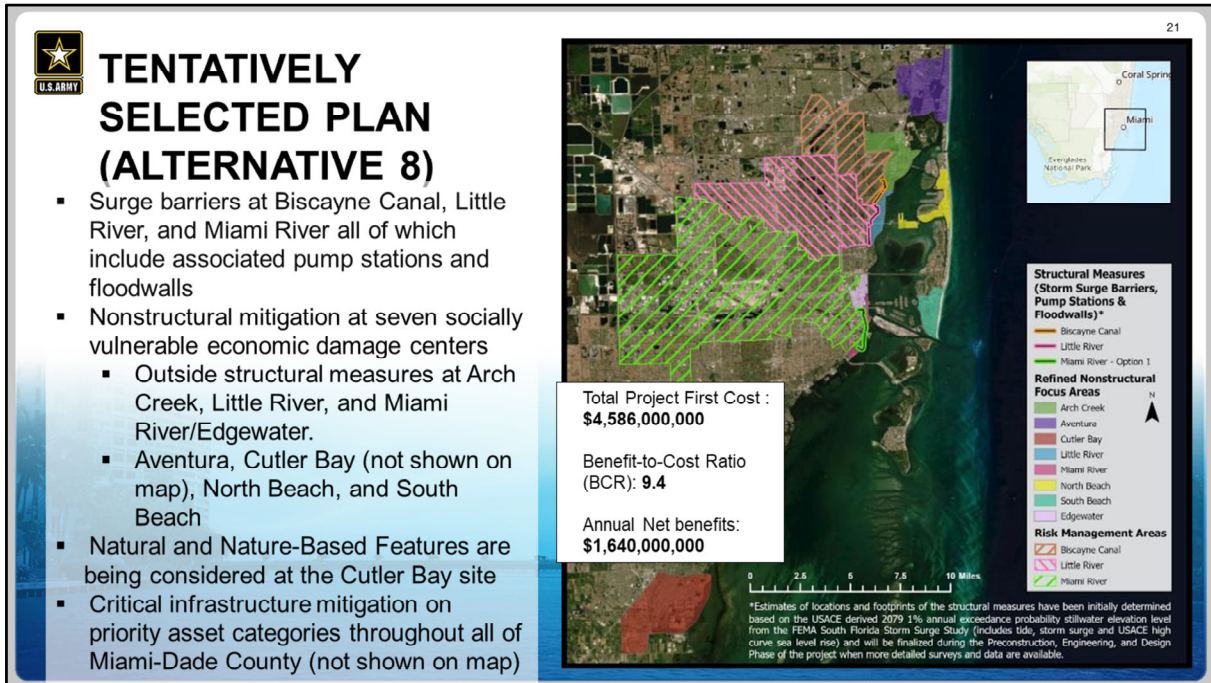 21
U.S.ARMY
TENTATIVELY
SELECTED PLAN
(ALTERNATIVE 8)
▪ Surge barriers at Biscayne Canal, Little
River, and Miami River all of which
include associated pump stations and
floodwalls
▪ Nonstructural mitigation at seven socially
vulnerable economic damage centers
▪ Outside structural measures at Arch
Creek, Little River, and Miami
River/Edgewater.
▪ Aventura, Cutler Bay (not shown on
map), North Beach, and South
Beach
▪ Natural and Nature-Based Features are
being considered at the Cutler Bay site
▪ Critical infrastructure mitigation on
priority asset categories throughout all of
Miami-Dade County (not shown on map)
Total Project First Cost :
$4,586,000,000
Benefit-to-Cost Ratio
(BCR): 9.4
Annual Net benefits:
$1,640,000,000
Coral Spring
Miami
Everglades
National Park
Structural Measures
(Storm Surge Barriers,
Pump Stations &
Floodwalls)*
Biscayne Canal
Little River
Miami River - Option 1
Refined Nonstructural
Focus Areas
N
Arch Creek
Aventura
Cutler Bay
Little River
Miami River
North Beach
South Beach
Edgewater
Risk Management Areas
Biscayne Canal
Little River
Miami River
0 2.5 5 7.5 10 Miles
*Estimates of locations and footprints of the structural measures have been initially determined
based on the USACE derived 2079 1% annual exceedance probability stillwater elevation level
from the FEMA South Florida Storm Surge Study (includes tide, storm surge and USACE high
curve sea level rise) and will be finalized during the Preconstruction, Engineering, and Design
Phase of the project when more detailed surveys and data are available.